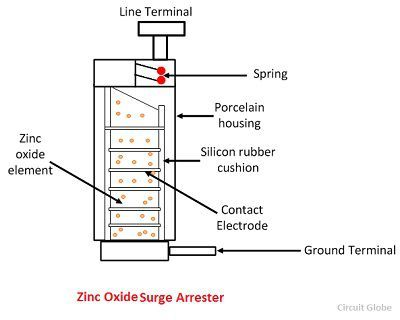 Line Terminal
Spring
Porcelain
housing
Zinc
oxide
element
Silicon rubber
cushion
Contact
Electrode
Ground Terminal
Zinc Oxide Surge Arrester
Circuit Globe